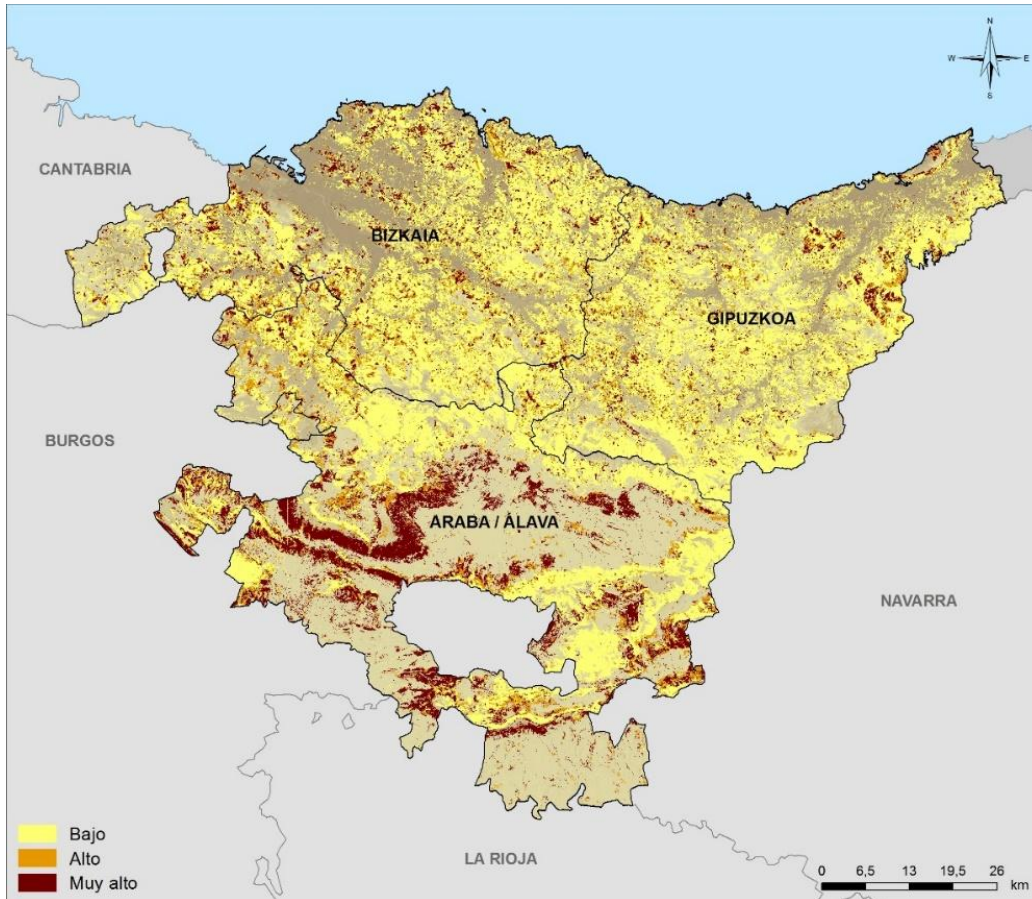 N
W E
S
CANTABRIA
BIZKAIA
GIPUZKOA
BURGOS
ARABA / ÁLAVA
NAVARRA
LA RIOJA
Bajo
Alto
Muy alto
0 6,5 13 19,5 26
km